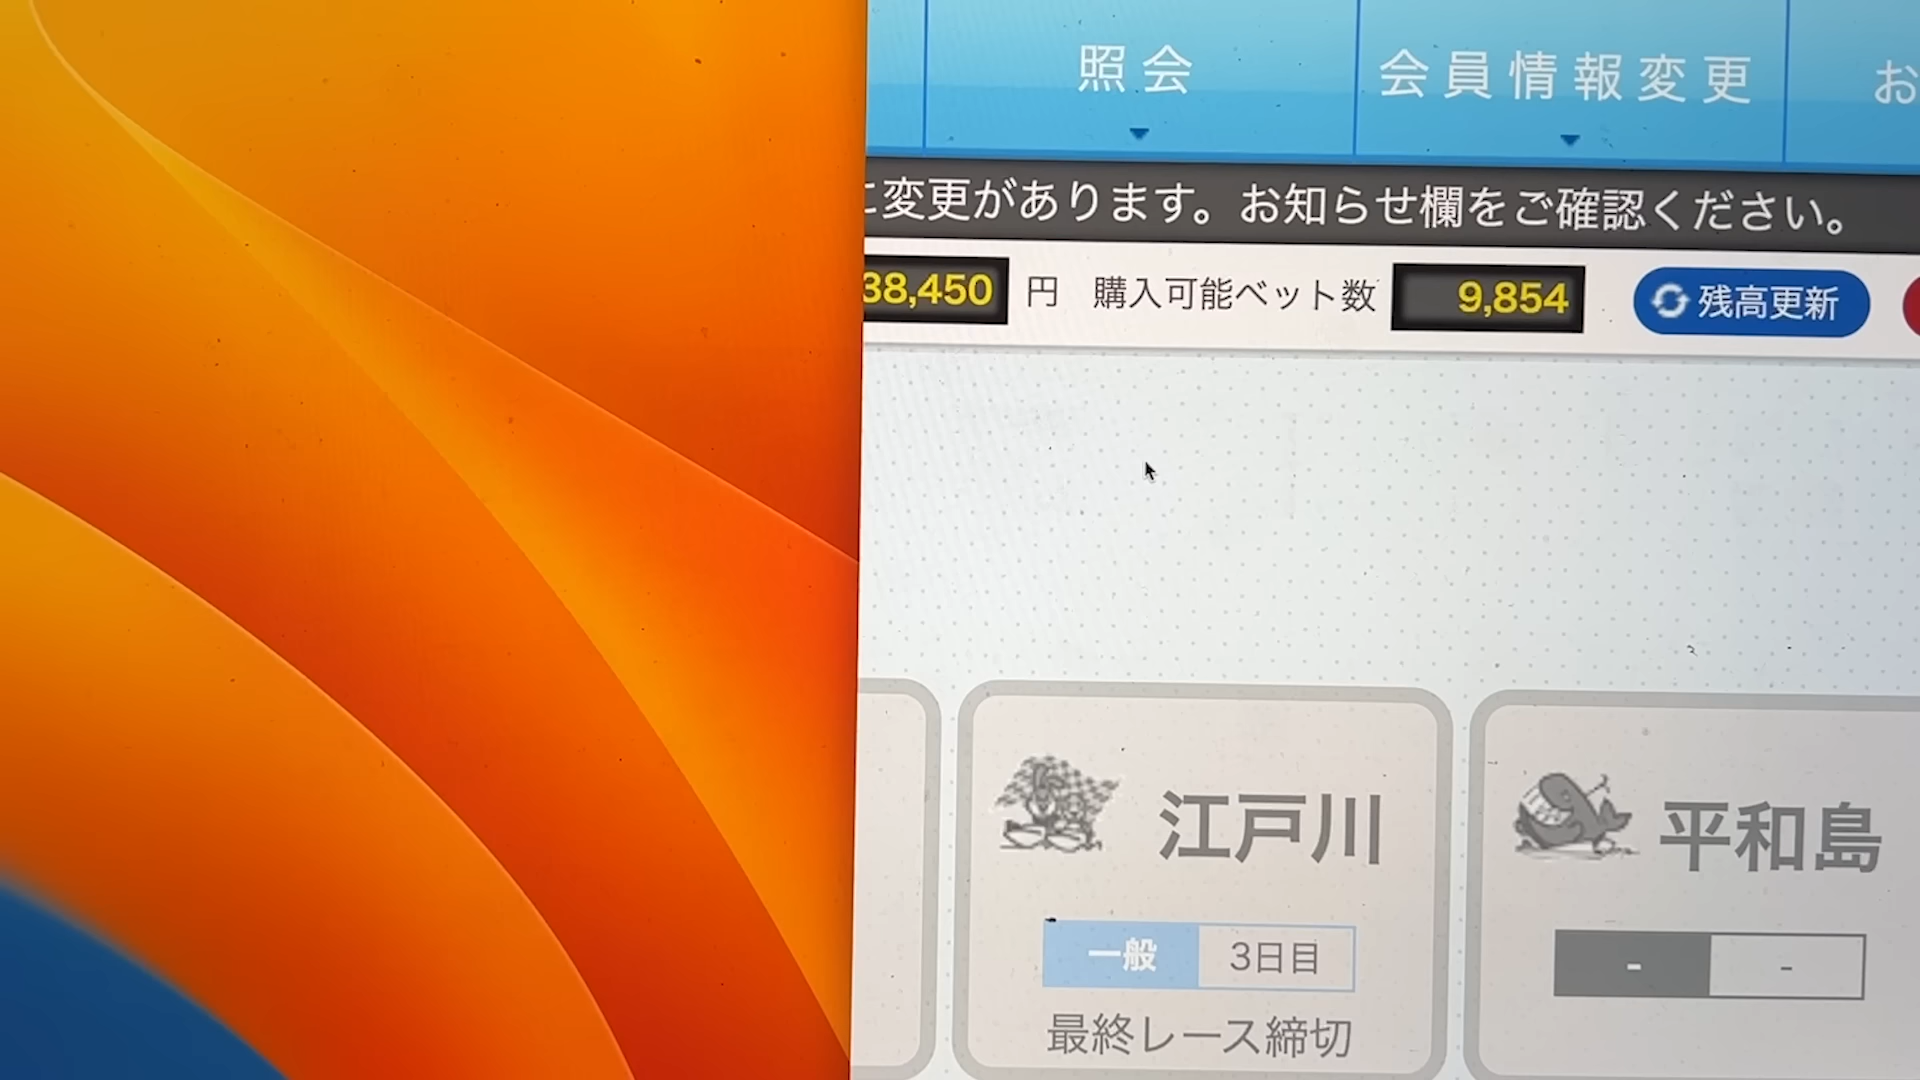 照会 会員情報変更 お
に変更があります。お知らせ欄をご確認ください。
38,450 円 購入可能ベット数 9,854 残高更新
江戸川 平和島
一般 3日目 - -
最終レース締切